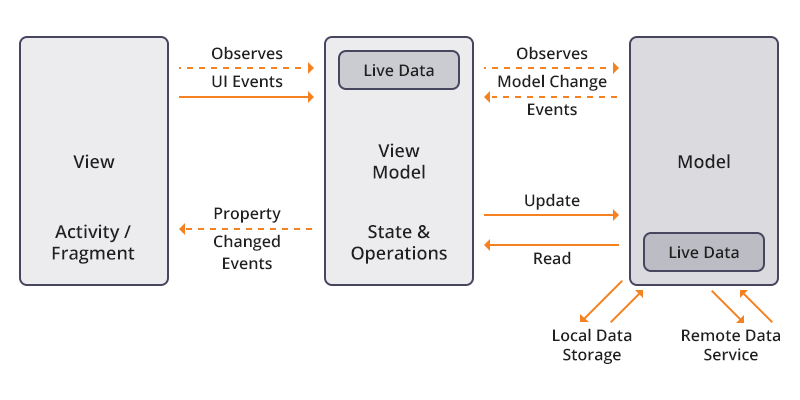 Observes
UI Events
Live Data
Observes
Model Change
Events
View
View
Model
Model
Activity /
Fragment
Property
Changed
Events
State &
Operations
Update
Read
Live Data
Local Data
Storage
Remote Data
Service